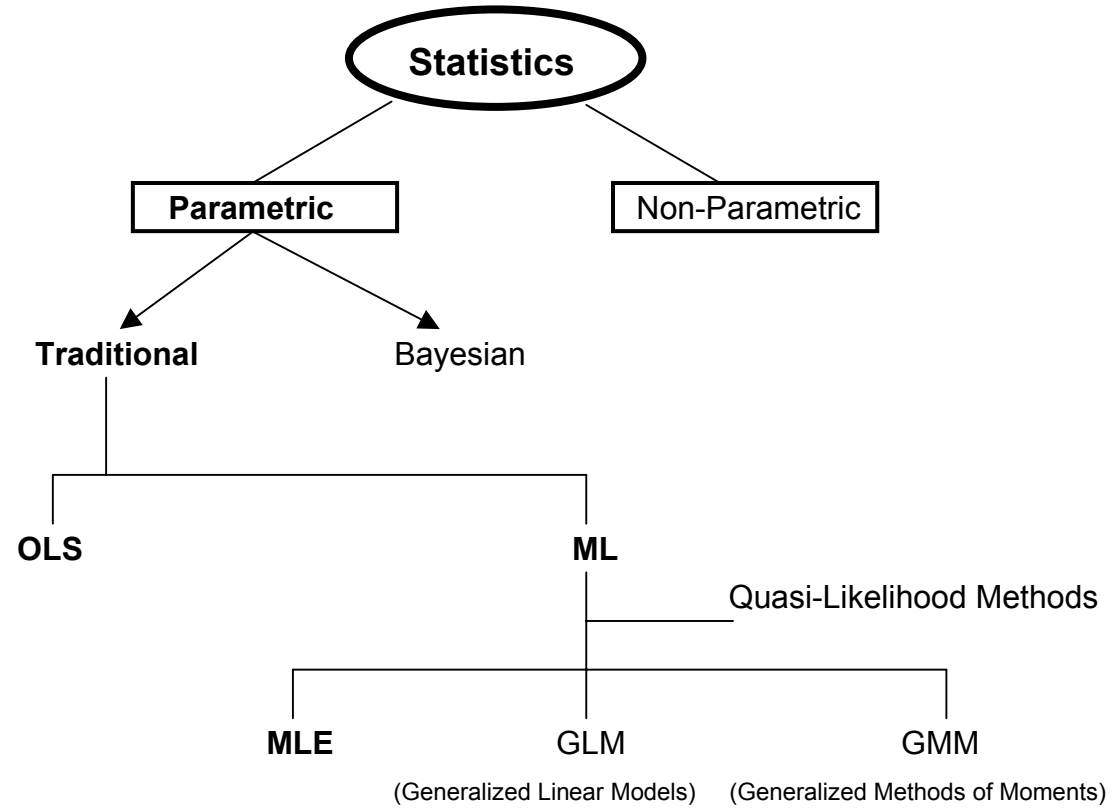 Statistics
Parametric
Non-Parametric
Traditional
Bayesian
OLS
ML
Quasi-Likelihood Methods
MLE
GLM
GMM
(Generalized Linear Models)
(Generalized Methods of Moments)